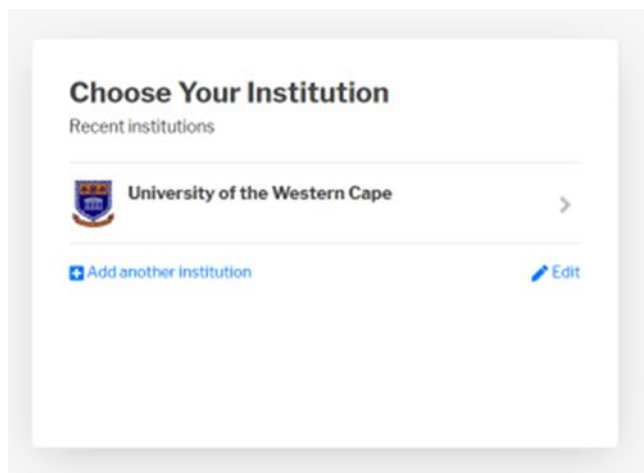 Choose Your Institution
Recent institutions
University of the Western Cape
Add another institution
Edit